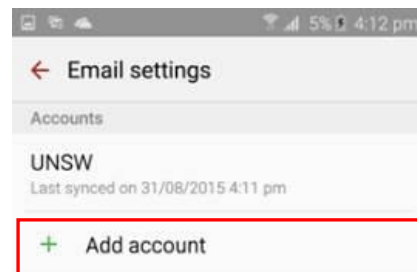 5% 4:12 pm
Email settings
Accounts
UNSW
Last synced on 31/08/2015 4:11 pm
+ Add account